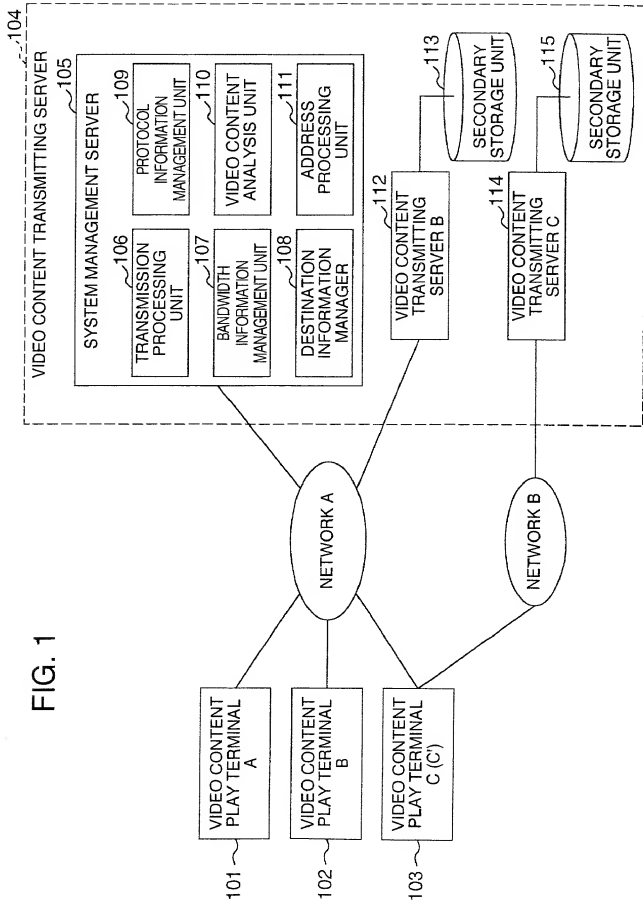 FIG. 1
VIDEO CONTENT TRANSMITTING SERVER
104
SYSTEM MANAGEMENT SERVER
105
106
TRANSMISSION
PROCESSING
UNIT
109
PROTOCOL
INFORMATION
MANAGEMENT UNIT
107
BANDWIDTH
INFORMATION
MANAGEMENT UNIT
110
VIDEO CONTENT
ANALYSIS UNIT
108
DESTINATION
INFORMATION
MANAGER
111
ADDRESS
PROCESSING
UNIT
101
VIDEO CONTENT
PLAY TERMINAL
A
102
VIDEO CONTENT
PLAY TERMINAL
B
103
VIDEO CONTENT
PLAY TERMINAL
C (C')
NETWORK A
NETWORK B
112
VIDEO CONTENT
TRANSMITTING
SERVER B
113
SECONDARY
STORAGE UNIT
114
VIDEO CONTENT
TRANSMITTING
SERVER C
115
SECONDARY
STORAGE UNIT